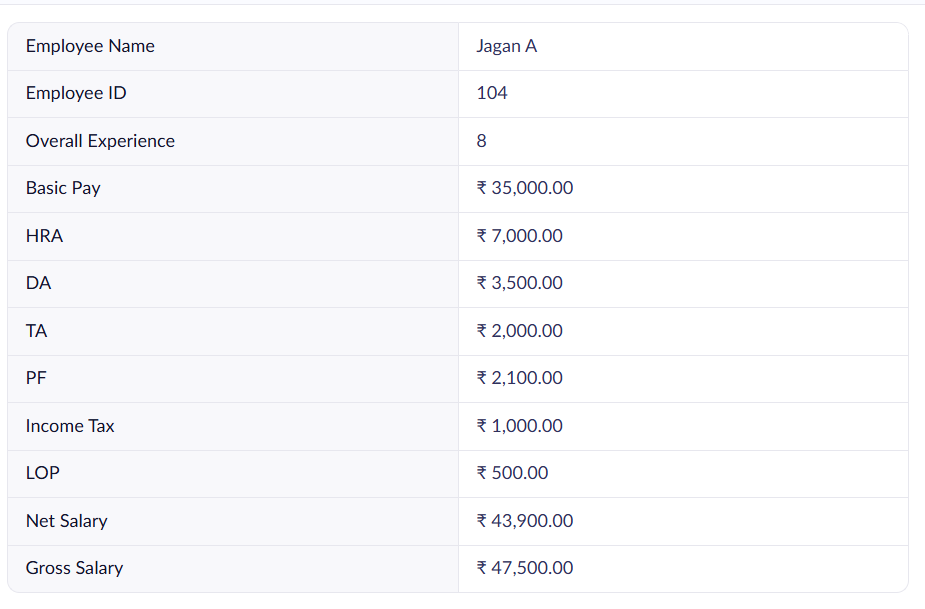 Employee Name Jagan A
Employee ID 104
Overall Experience 8
Basic Pay ₹ 35,000.00
HRA ₹ 7,000.00
DA ₹ 3,500.00
TA ₹ 2,000.00
PF ₹ 2,100.00
Income Tax ₹ 1,000.00
LOP ₹ 500.00
Net Salary ₹ 43,900.00
Gross Salary ₹ 47,500.00